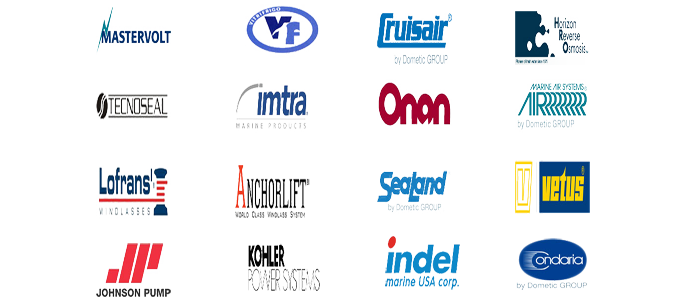 MASTERVOLT
VITRIFRIGO
VF
Cruisair®
by Dometic GROUP
Horizon
Reverse
Osmosis
TECNOSEAL
imtra
MARINE PRODUCTS
Onan
MARINE AIR SYSTEMS
AIR
by Dometic GROUP
Lofrans'
WINDLASSES
ANCHORLIFT
WORLD CLASS WINDLASS SYSTEM
SeaLand
by Dometic GROUP
vetus
JOHNSON PUMP
KOHLER
POWER SYSTEMS
indel
marine USA corp.
Condaria
by Dometic GROUP